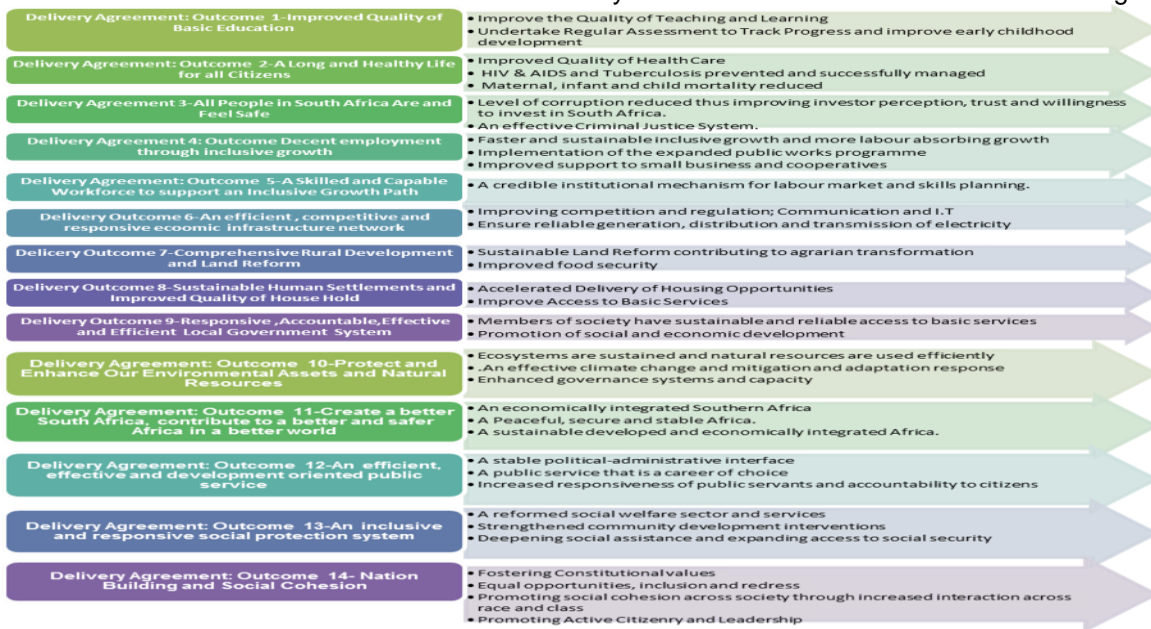 Delivery Agreement: Outcome 1-Improved Quality of
Basic Education
• Improve the Quality of Teaching and Learning
• Undertake Regular Assessment to Track Progress and improve early childhood
development
Delivery Agreement: Outcome 2-A Long and Healthy Life
for all Citizens
• Improved Quality of Health Care
• HIV & AIDS and Tuberculosis prevented and successfully managed
• Maternal, infant and child mortality reduced
Delivery Agreement 3-All People in South Africa Are and
Feel Safe
• Level of corruption reduced thus improving investor perception, trust and willingness
to invest in South Africa.
• An effective Criminal Justice System.
Delivery Agreement 4: Outcome Decent employment
through inclusive growth
• Faster and sustainable inclusive growth and more labour absorbing growth
• Implementation of the expanded public works programme
• Improved support to small business and cooperatives
Delivery Agreement: Outcome 5-A Skilled and Capable
Workforce to support an Inclusive Growth Path
• A credible institutional mechanism for labour market and skills planning.
Delivery Outcome 6-An efficient , competitive and
responsive ecoomic infrastructure network
• Improving competition and regulation; Communication and I.T
• Ensure reliable generation, distribution and transmission of electricity
Delicery Outcome 7-Comprehensive Rural Development
and Land Reform
• Sustainable Land Reform contributing to agrarian transformation
• Improved food security
Delivery Outcome 8-Sustainable Human Settlements and
Improved Quality of House Hold
• Accelerated Delivery of Housing Opportunities
• Improve Access to Basic Services
Delivery Outcome 9-Responsive ,Accountable,Effective
and Efficient Local Government System
• Members of society have sustainable and reliable access to basic services
• Promotion of social and economic development
Delivery Agreement: Outcome 10-Protect and
Enhance Our Environmental Assets and Natural
Resources
• Ecosystems are sustained and natural resources are used efficiently
• .An effective climate change and mitigation and adaptation response
• Enhanced governance systems and capacity
Delivery Agreement: Outcome 11-Create a better
South Africa, contribute to a better and safer
Africa in a better world
• An economically integrated Southern Africa
• A Peaceful, secure and stable Africa.
• A sustainable developed and economically integrated Africa.
Delivery Agreement: Outcome 12-An efficient,
effective and development oriented public
service
• A stable political-administrative interface
• A public service that is a career of choice
• Increased responsiveness of public servants and accountability to citizens
Delivery Agreement: Outcome 13-An inclusive
and responsive social protection system
• A reformed social welfare sector and services
• Strengthened community development interventions
• Deepening social assistance and expanding access to social security
Delivery Agreement: Outcome 14- Nation
Building and Social Cohesion
• Fostering Constitutional values
• Equal opportunities, inclusion and redress
• Promoting social cohesion across society through increased interaction across
race and class
• Promoting Active Citizenry and Leadership